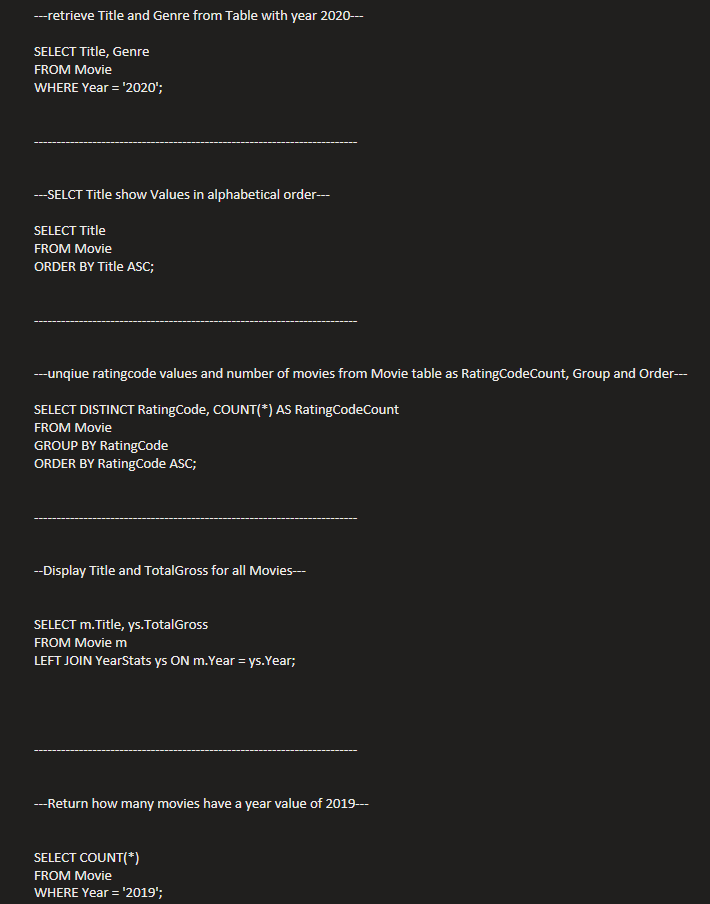 ---retrieve Title and Genre from Table with year 2020---
SELECT Title, Genre
FROM Movie
WHERE Year = '2020';
------------------------------------------------------------------------
---SELCT Title show Values in alphabetical order---
SELECT Title
FROM Movie
ORDER BY Title ASC;
------------------------------------------------------------------------
---unqiue ratingcode values and number of movies from Movie table as RatingCodeCount, Group and Order---
SELECT DISTINCT RatingCode, COUNT(*) AS RatingCodeCount
FROM Movie
GROUP BY RatingCode
ORDER BY RatingCode ASC;
------------------------------------------------------------------------
--Display Title and TotalGross for all Movies---
SELECT m.Title, ys.TotalGross
FROM Movie m
LEFT JOIN YearStats ys ON m.Year = ys.Year;
------------------------------------------------------------------------
---Return how many movies have a year value of 2019---
SELECT COUNT(*)
FROM Movie
WHERE Year = '2019';